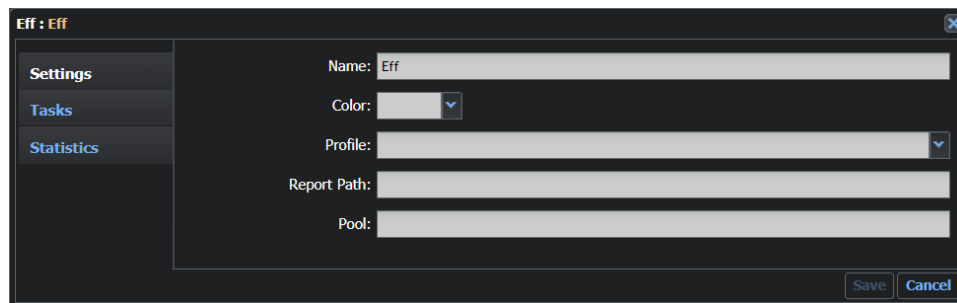 Eff : Eff
Settings
Tasks
Statistics
Name: Eff
Color:
Profile:
Report Path:
Pool:
Save Cancel